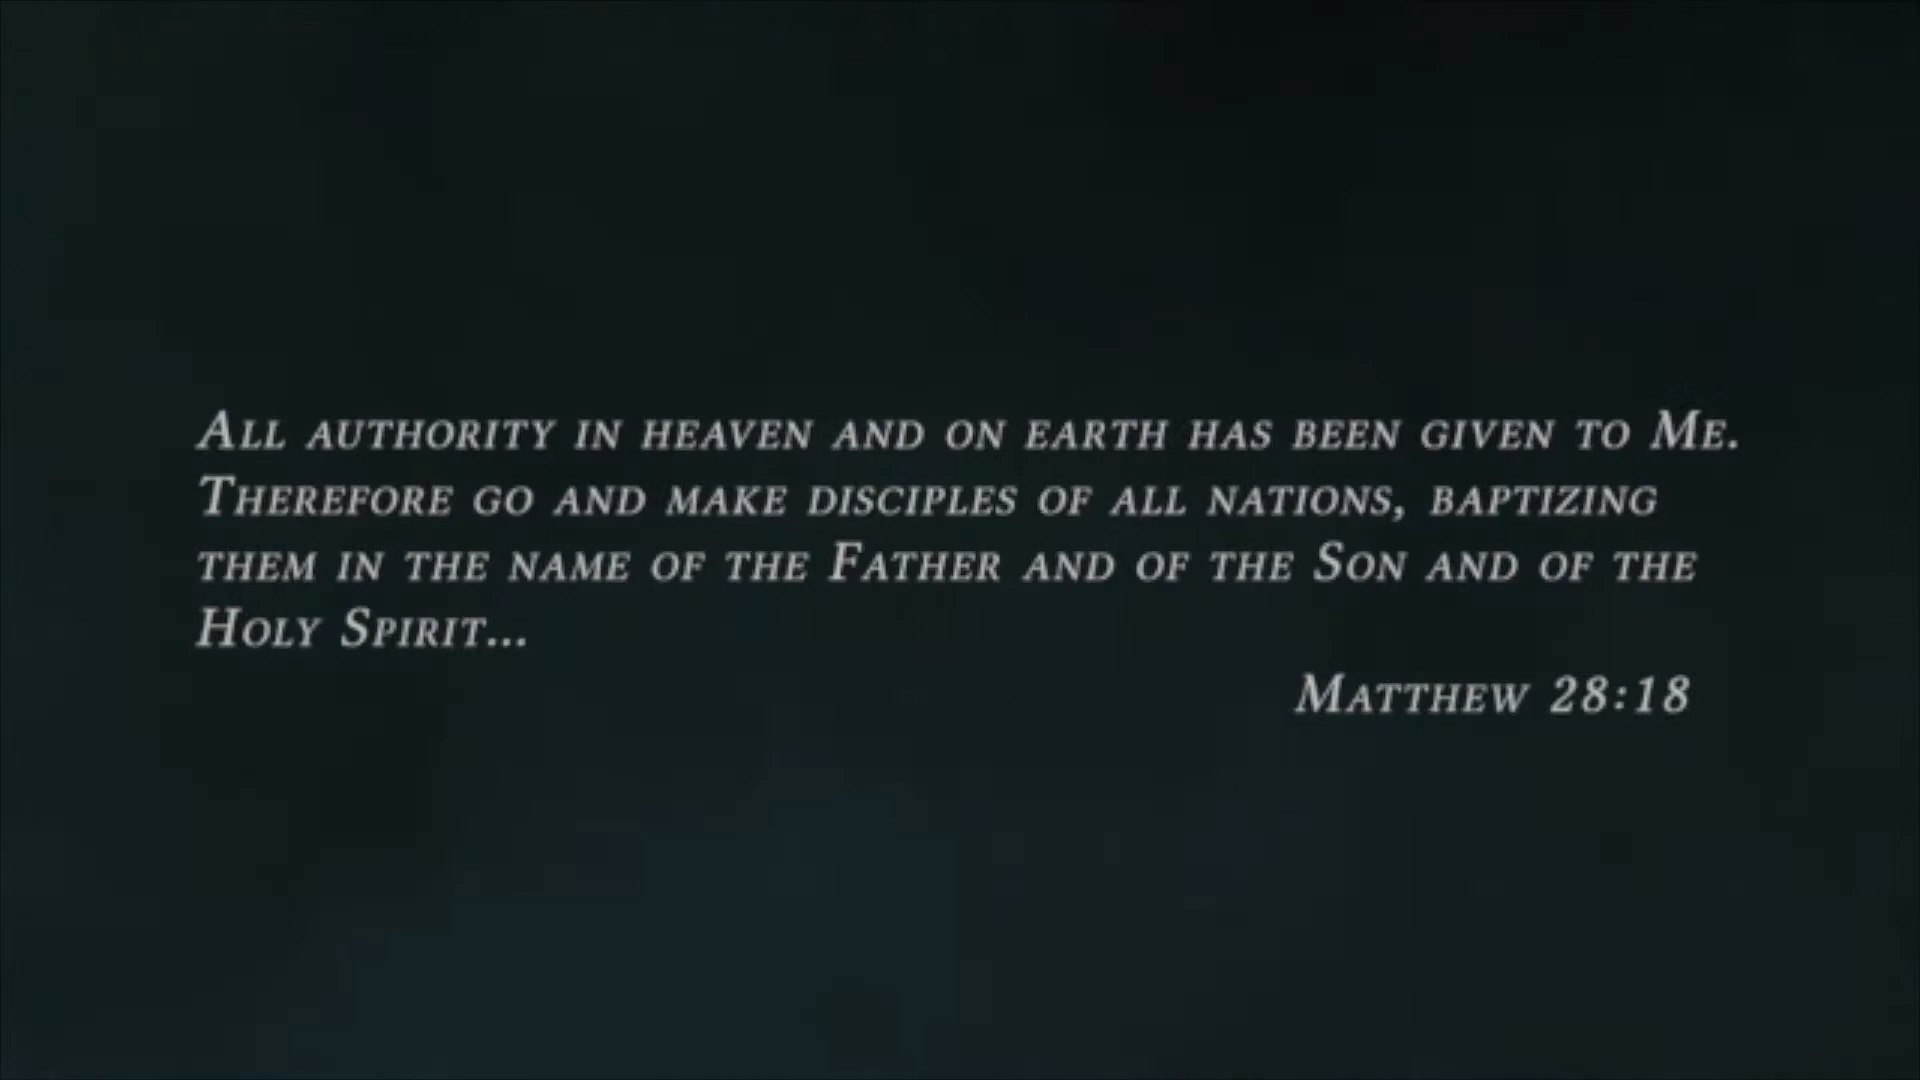 All authority in heaven and on earth has been given to Me.
Therefore go and make disciples of all nations, baptizing
them in the name of the Father and of the Son and of the
Holy Spirit...
Matthew 28:18